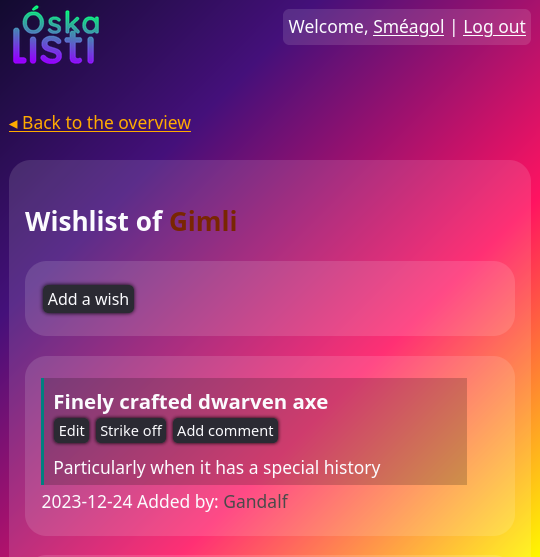 Óska
Listi
Welcome, Sméagol | Log out
◂ Back to the overview
Wishlist of Gimli
Add a wish
Finely crafted dwarven axe
Edit Strike off Add comment
Particularly when it has a special history
2023-12-24 Added by: Gandalf